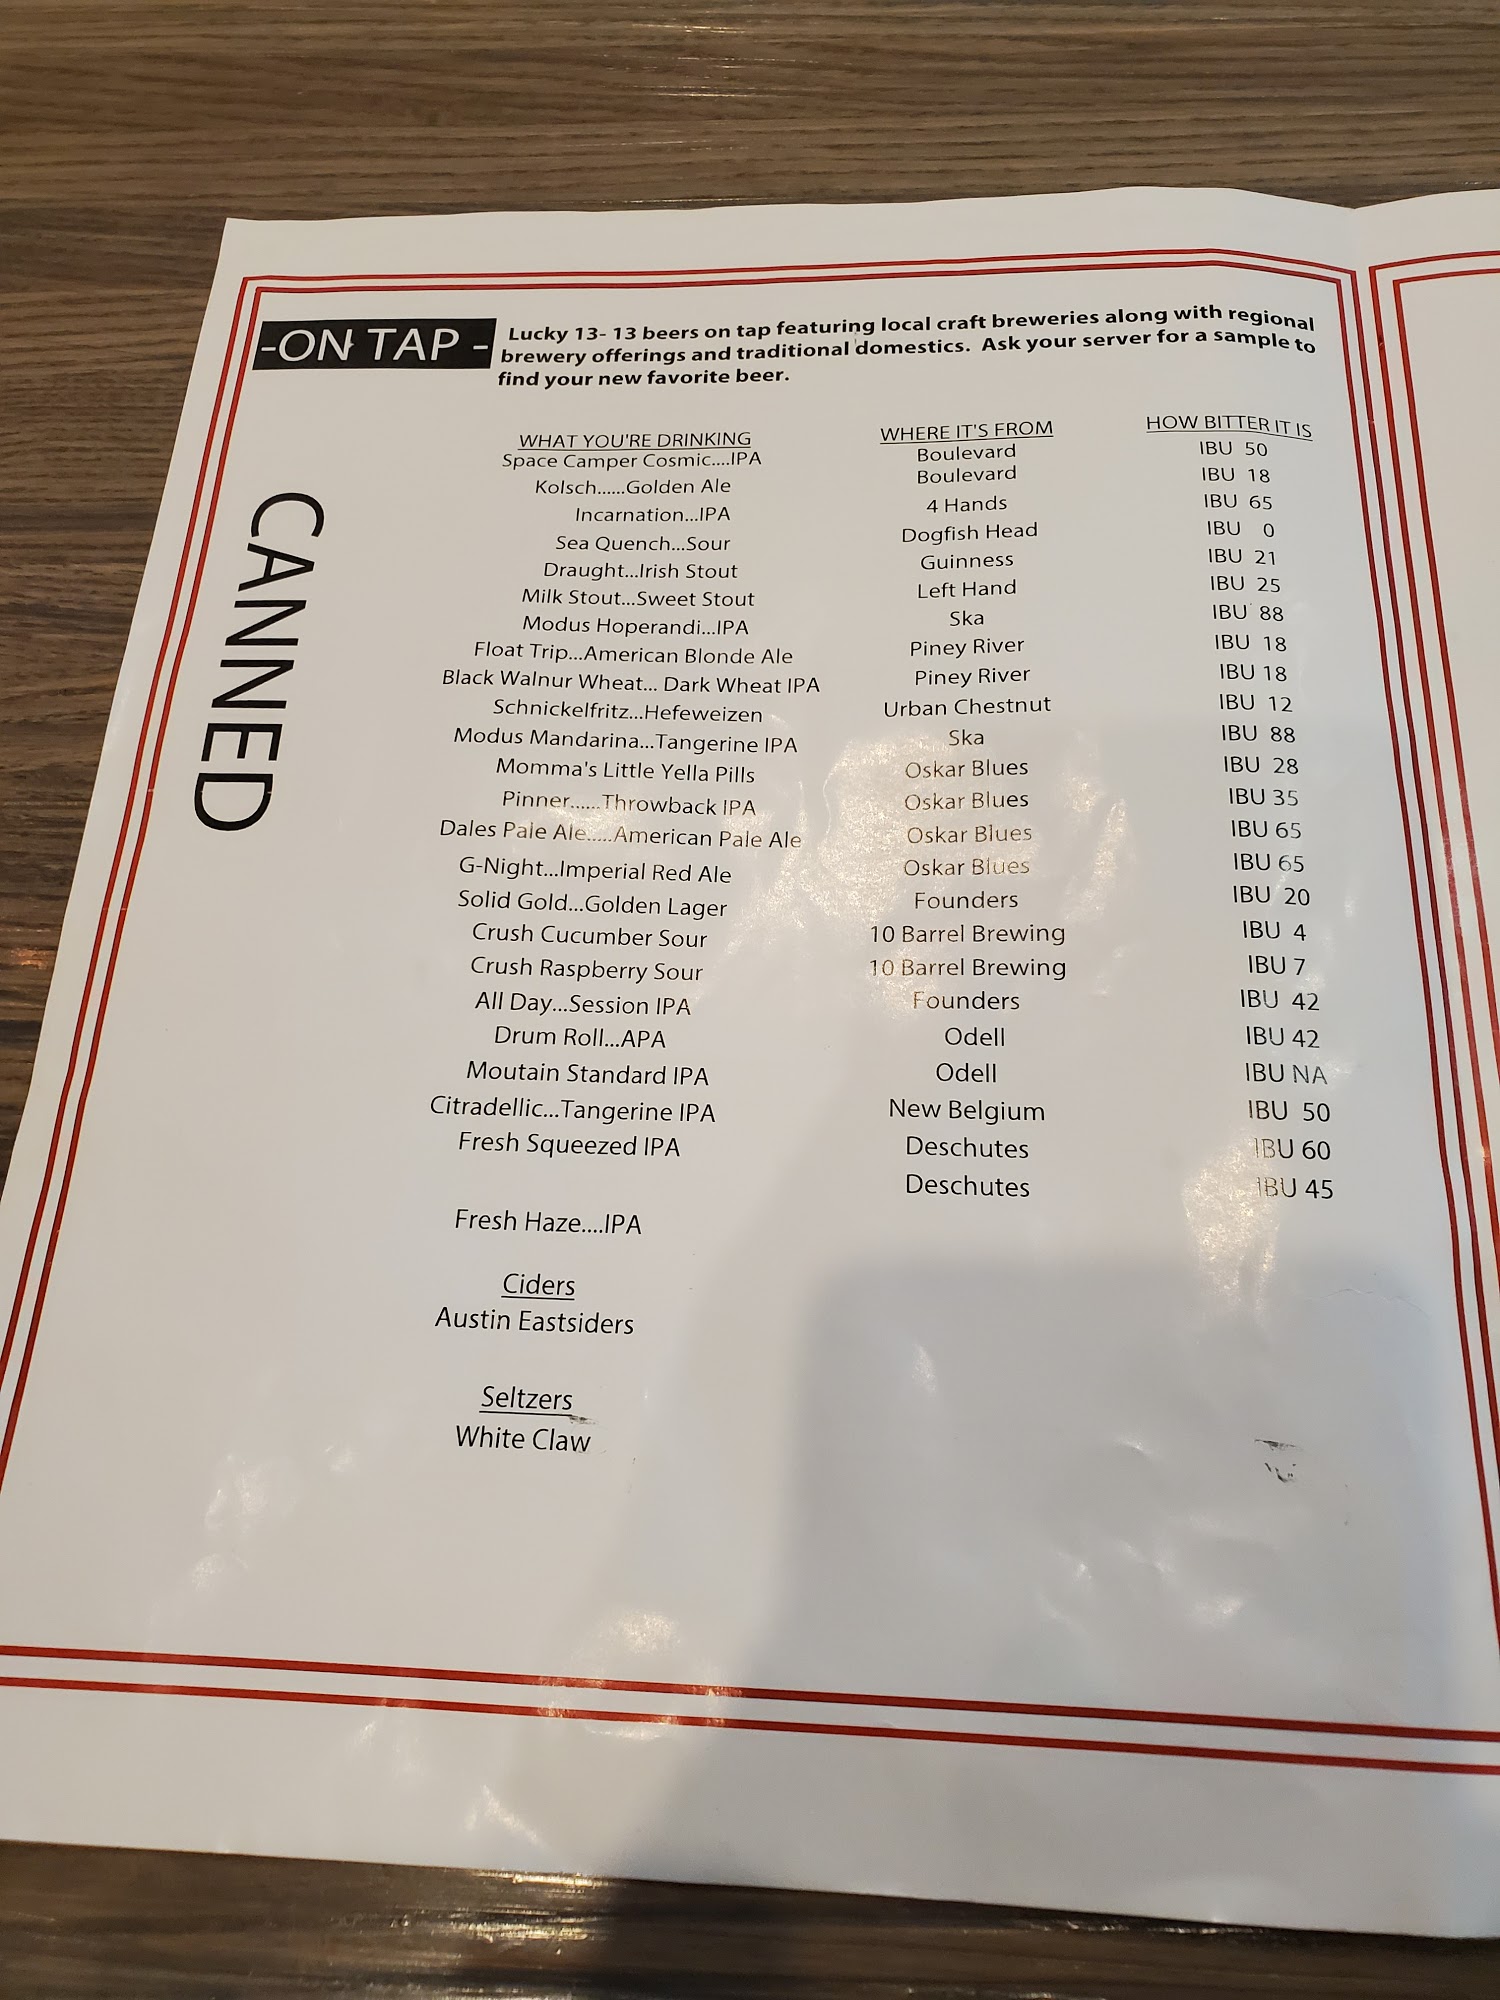 -ON TAP - Lucky 13- 13 beers on tap featuring local craft breweries along with regional
brewery offerings and traditional domestics. Ask your server for a sample to
find your new favorite beer.
CANNED
WHAT YOU'RE DRINKING WHERE IT'S FROM HOW BITTER IT IS
Space Camper Cosmic....IPA Boulevard IBU 50
Kolsch......Golden Ale Boulevard IBU 18
Incarnation...IPA 4 Hands IBU 65
Sea Quench...Sour Dogfish Head IBU 0
Draught...Irish Stout Guinness IBU 21
Milk Stout...Sweet Stout Left Hand IBU 25
Modus Hoperandi...IPA Ska IBU 88
Float Trip...American Blonde Ale Piney River IBU 18
Black Walnur Wheat... Dark Wheat IPA Piney River IBU 18
Schnickelfritz...Hefeweizen Urban Chestnut IBU 12
Modus Mandarina...Tangerine IPA Ska IBU 88
Momma's Little Yella Pills Oskar Blues IBU 28
Pinner......Throwback IPA Oskar Blues IBU 35
Dales Pale Ale.....American Pale Ale Oskar Blues IBU 65
G-Night...Imperial Red Ale Oskar Blues IBU 65
Solid Gold...Golden Lager Founders IBU 20
Crush Cucumber Sour 10 Barrel Brewing IBU 4
Crush Raspberry Sour 10 Barrel Brewing IBU 7
All Day...Session IPA Founders IBU 42
Drum Roll...APA Odell IBU 42
Moutain Standard IPA Odell IBU NA
Citradellic...Tangerine IPA New Belgium IBU 50
Fresh Squeezed IPA Deschutes IBU 60
Deschutes IBU 45
Fresh Haze....IPA
Ciders
Austin Eastsiders
Seltzers
White Claw